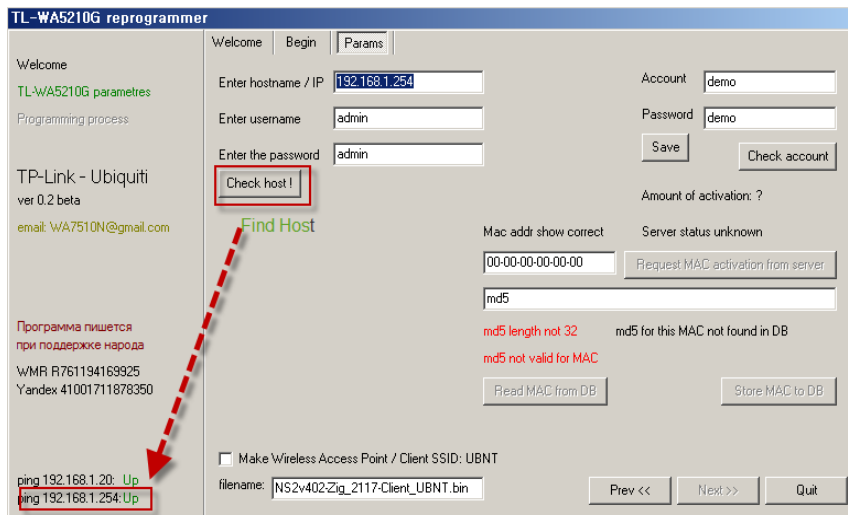 TL-WA5210G reprogrammer
Welcome
TL-WA5210G parametres
Programming process
TP-Link - Ubiquiti
ver 0.2 beta
email: WA7510N@gmail.com
Программа пишется
при поддержке народа
WMR R761194169925
Yandex 41001711878350
ping 192.168.1.20: Up
ping 192.168.1.254: Up
Welcome Begin Params
Enter hostname / IP 192.168.1.254
Enter username admin
Enter the password admin
Check host !
Find Host
Account demo
Password demo
Save Check account
Amount of activation: ?
Mac addr show correct Server status unknown
00-00-00-00-00-00 Request MAC activation from server
md5
md5 length not 32 md5 for this MAC not found in DB
md5 not valid for MAC
Read MAC from DB Store MAC to DB
Make Wireless Access Point / Client SSID: UBNT
filename: NS2v402-Zig_2117-Client_UBNT.bin
Prev << Next >> Quit